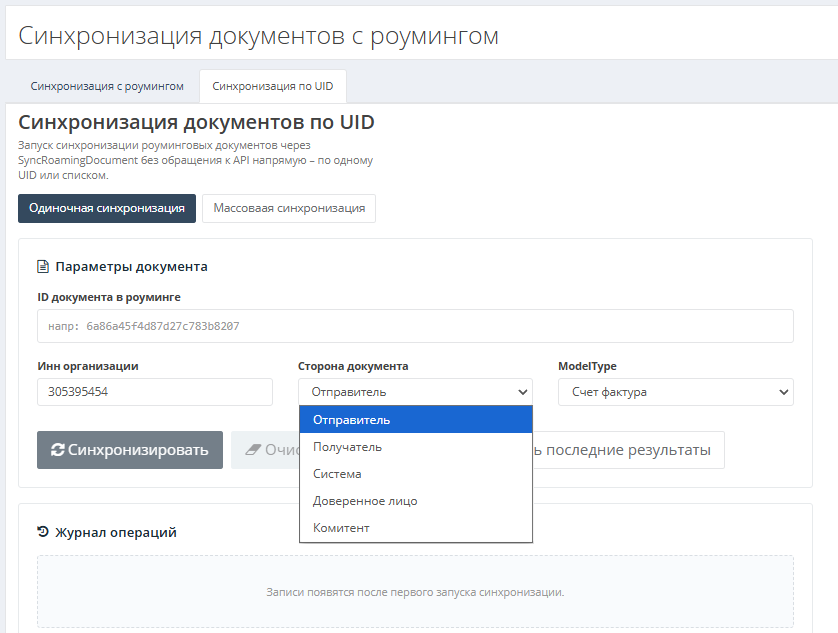 Синхронизация документов с роумингом
Синхронизация с роумингом
Синхронизация по UID
Синхронизация документов по UID
Запуск синхронизации роуминговых документов через
SyncRoamingDocument без обращения к API напрямую – по одному
UID или списком.
Одиночная синхронизация
Массоваая синхронизация
Параметры документа
ID документа в роуминге
напр: 6a86a45f4d87d27c783b8207
Инн организации
Сторона документа
ModelType
305395454
Отправитель
Счет фактура
Отправитель
Получатель
Система
Доверенное лицо
Комитент
Синхронизировать
Очис
ь последние результаты
Журнал операций
Записи появятся после первого запуска синхронизации.